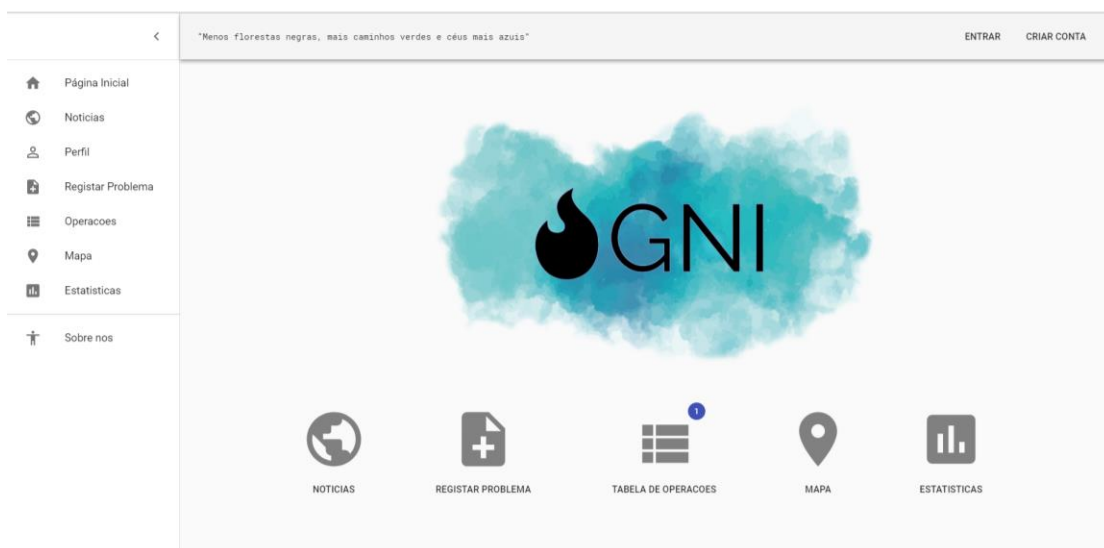 "Menos florestas negras, mais caminhos verdes e céus mais azuis"
ENTRAR CRIAR CONTA
Página Inicial
Noticias
Perfil
Registar Problema
Operacoes
Mapa
Estatisticas
Sobre nos
GNI
1
NOTICIAS REGISTAR PROBLEMA TABELA DE OPERACOES MAPA ESTATISTICAS